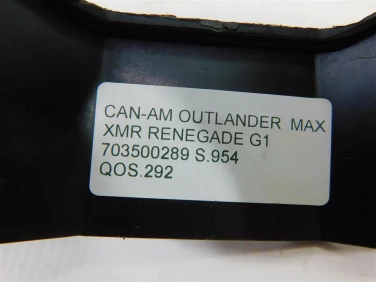 CAN-AM OUTLANDER MAX
XMR RENEGADE G1
703500289 S.954
QOS.292